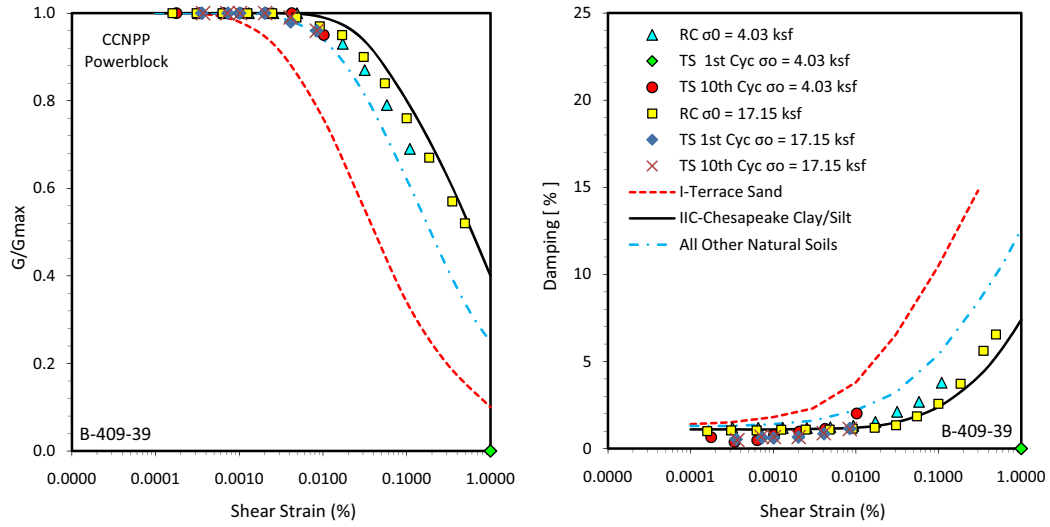 CCNPP
Powerblock
G/Gmax
1.0
0.8
0.6
0.4
0.2
0.0
B-409-39
0.0000 0.0001 0.0010 0.0100 0.1000 1.0000
Shear Strain (%)
RC σ0 = 4.03 ksf
TS 1st Cyc σo = 4.03 ksf
TS 10th Cyc σo = 4.03 ksf
RC σ0 = 17.15 ksf
TS 1st Cyc σo = 17.15 ksf
TS 10th Cyc σo = 17.15 ksf
I-Terrace Sand
IIC-Chesapeake Clay/Silt
All Other Natural Soils
Damping [ % ]
25
20
15
10
5
0
B-409-39
0.0000 0.0001 0.0010 0.0100 0.1000 1.0000
Shear Strain (%)